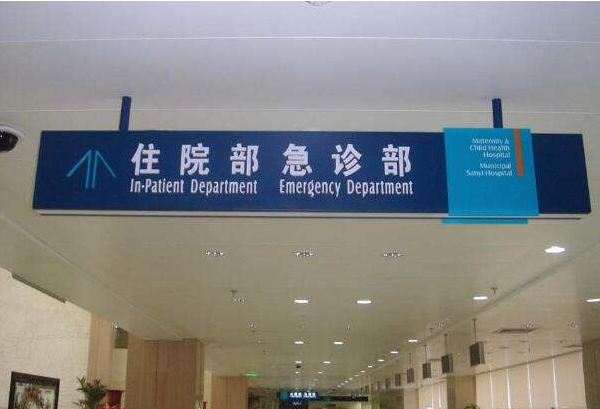 住院部 急诊部
In-Patient Department Emergency Department
Maternity &
Child Health
Hospital
Municipal
Sanyi Hospital